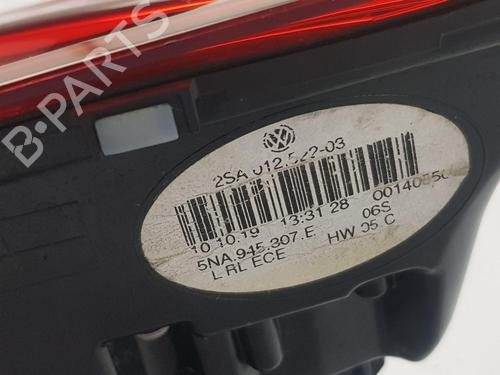 B-PARTS
2SA 012.522-03
10.10.19 13:31 28
5NA.945.307.E 06S
L RL ECE HW 05 C